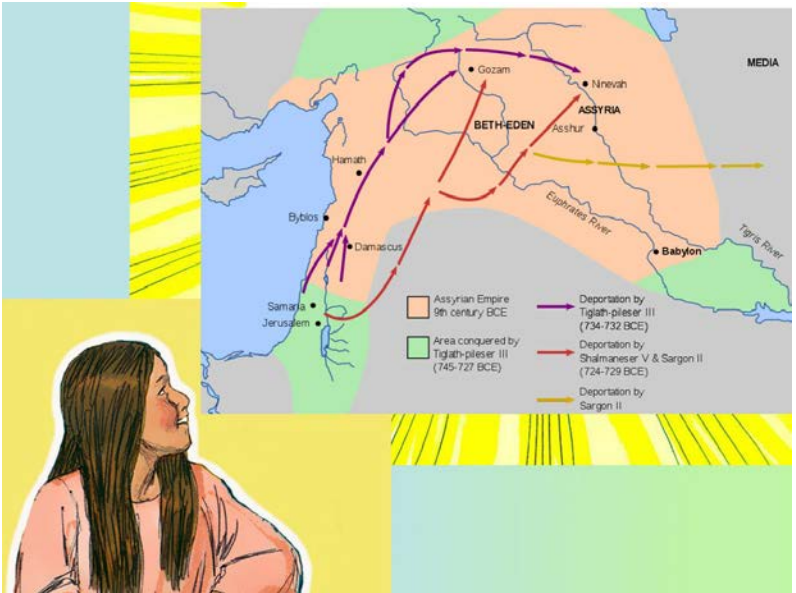 MEDIA
Gozam
Ninevah
ASSYRIA
BETH-EDEN
Asshur
Hamath
Euphrates River
Byblos
Tigris River
Damascus
Babylon
Samaria
Jerusalem
Assyrian Empire
9th century BCE
Area conquered by
Tiglath-pileser III
(745-727 BCE)
Deportation by
Tiglath-pileser III
(734-732 BCE)
Deportation by
Shalmaneser V & Sargon II
(724-729 BCE)
Deportation by
Sargon II